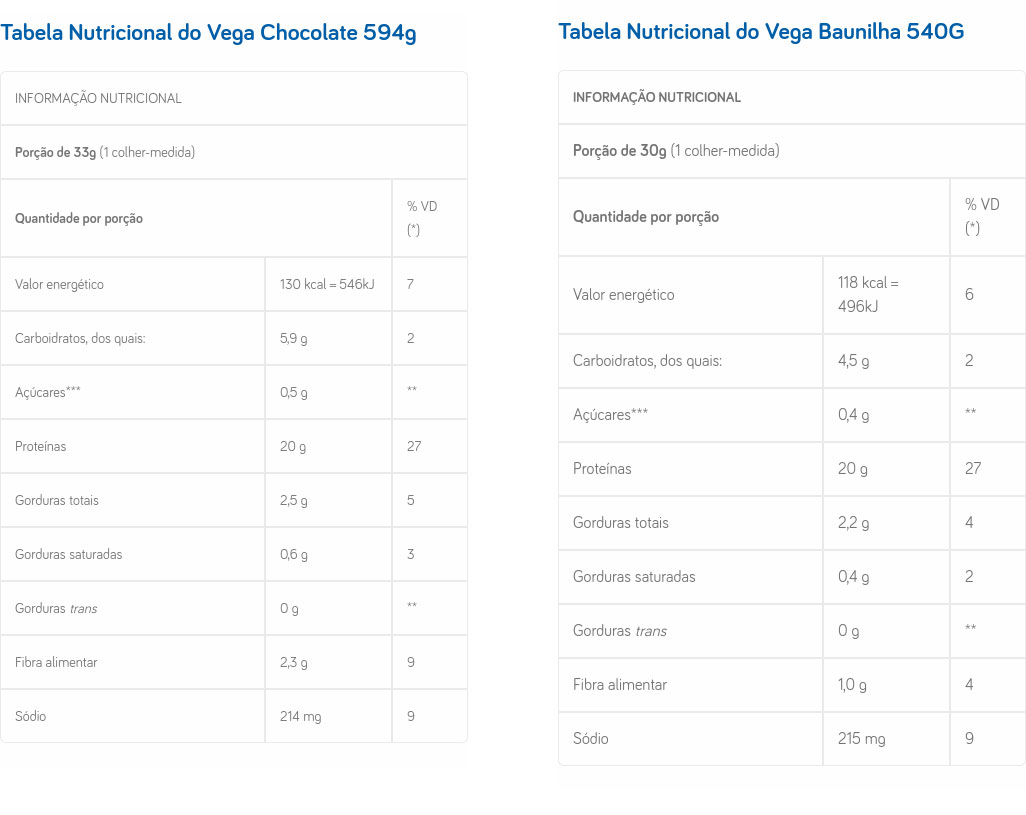 Tabela Nutricional do Vega Chocolate 594g
INFORMAÇÃO NUTRICIONAL
Porção de 33g (1 colher-medida)
Quantidade por porção % VD
(*)
Valor energético 130 kcal = 546kJ 7
Carboidratos, dos quais: 5,9 g 2
Açúcares*** 0,5 g **
Proteínas 20 g 27
Gorduras totais 2,5 g 5
Gorduras saturadas 0,6 g 3
Gorduras trans 0 g **
Fibra alimentar 2,3 g 9
Sódio 214 mg 9
Tabela Nutricional do Vega Baunilha 540G
INFORMAÇÃO NUTRICIONAL
Porção de 30g (1 colher-medida)
Quantidade por porção % VD
(*)
Valor energético 118 kcal =
496kJ 6
Carboidratos, dos quais: 4,5 g 2
Açúcares*** 0,4 g **
Proteínas 20 g 27
Gorduras totais 2,2 g 4
Gorduras saturadas 0,4 g 2
Gorduras trans 0 g **
Fibra alimentar 1,0 g 4
Sódio 215 mg 9